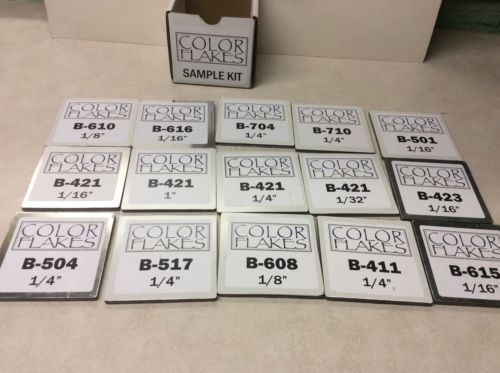 COLOR
FLAKES
SAMPLE KIT
COLOR
FLAKES
B-610
1/8"
COLOR
FLAKES
B-616
1/16"
COLOR
FLAKES
B-704
1/4"
COLOR
FLAKES
B-710
1/4"
COLOR
FLAKES
B-501
1/16"
COLOR
FLAKES
B-421
1/16"
COLOR
FLAKES
B-421
1"
COLOR
FLAKES
B-421
1/4"
COLOR
FLAKES
B-421
1/32"
COLOR
FLAKES
B-423
1/16"
COLOR
FLAKES
B-504
1/4"
COLOR
FLAKES
B-517
1/4"
COLOR
FLAKES
B-608
1/8"
COLOR
FLAKES
B-411
1/4"
COLOR
FLAKES
B-615
1/16"